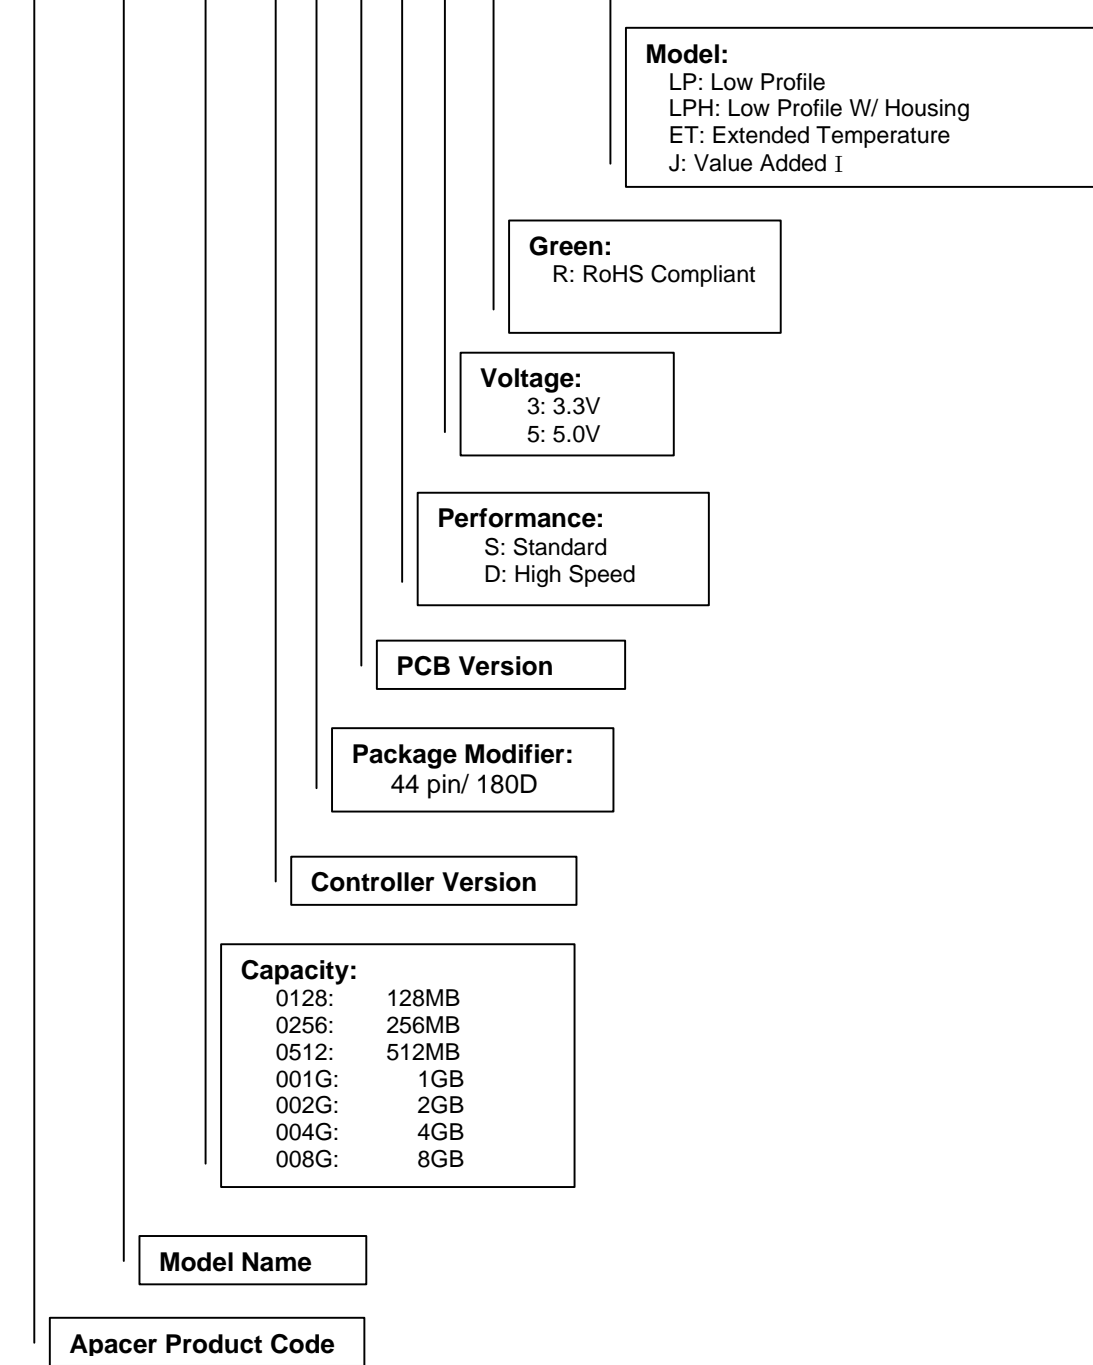 Model:
LP: Low Profile
LPH: Low Profile W/ Housing
ET: Extended Temperature
J: Value Added I
Green:
R: RoHS Compliant
Voltage:
3: 3.3V
5: 5.0V
Performance:
S: Standard
D: High Speed
PCB Version
Package Modifier:
44 pin/ 180D
Controller Version
Capacity:
0128: 128MB
0256: 256MB
0512: 512MB
001G: 1GB
002G: 2GB
004G: 4GB
008G: 8GB
Model Name
Apacer Product Code